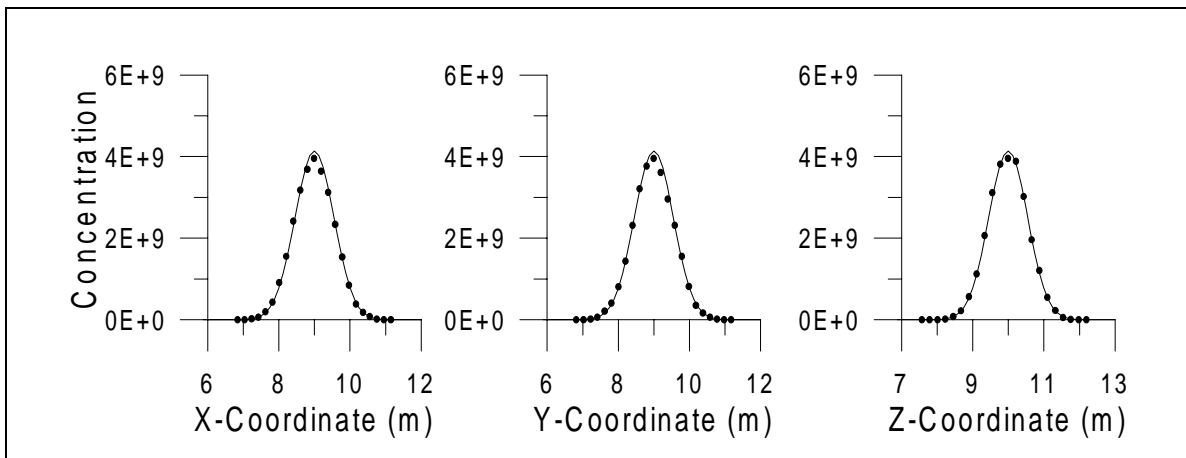 6E+9
4E+9
2E+9
0E+0
Concentration
6 8 10 12
X-Coordinate (m)
6E+9
4E+9
2E+9
0E+0
6 8 10 12
Y-Coordinate (m)
6E+9
4E+9
2E+9
0E+0
7 9 11 13
Z-Coordinate (m)